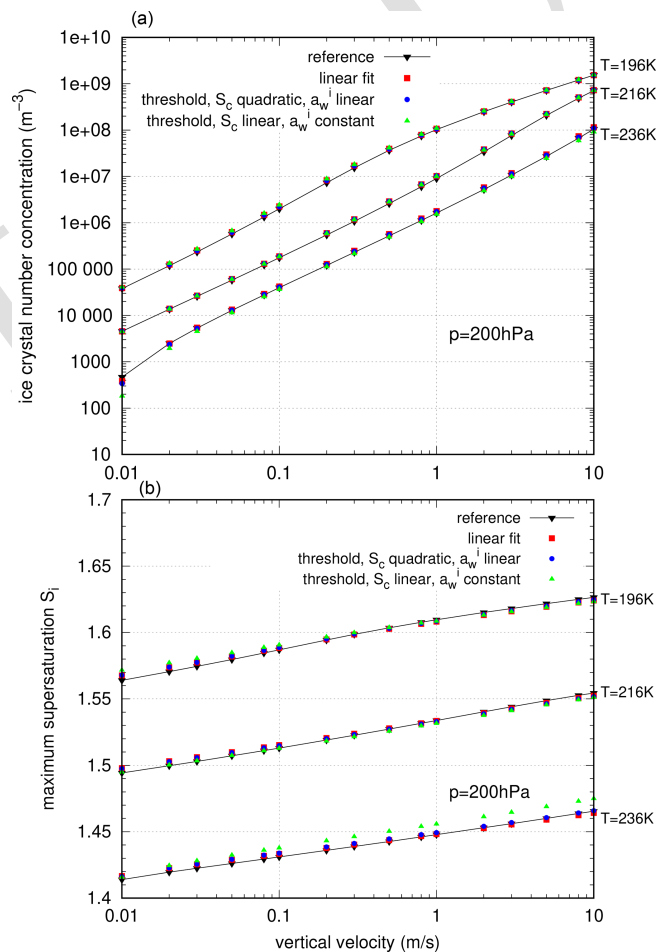 (a)
1e+10
1e+09
1e+08
1e+07
1e+06
100 000
10 000
1000
100
10
ice crystal number concentration (m⁻³)
reference
linear fit
threshold, S_c quadratic, a_w^i linear
threshold, S_c linear, a_w^i constant
T=196K
T=216K
T=236K
p=200hPa
0.01 0.1 1 10
(b)
1.7
1.65
1.6
1.55
1.5
1.45
1.4
maximum supersaturation S_i
reference
linear fit
threshold, S_c quadratic, a_w^i linear
threshold, S_c linear, a_w^i constant
T=196K
T=216K
p=200hPa
T=236K
0.01 0.1 1 10
vertical velocity (m/s)